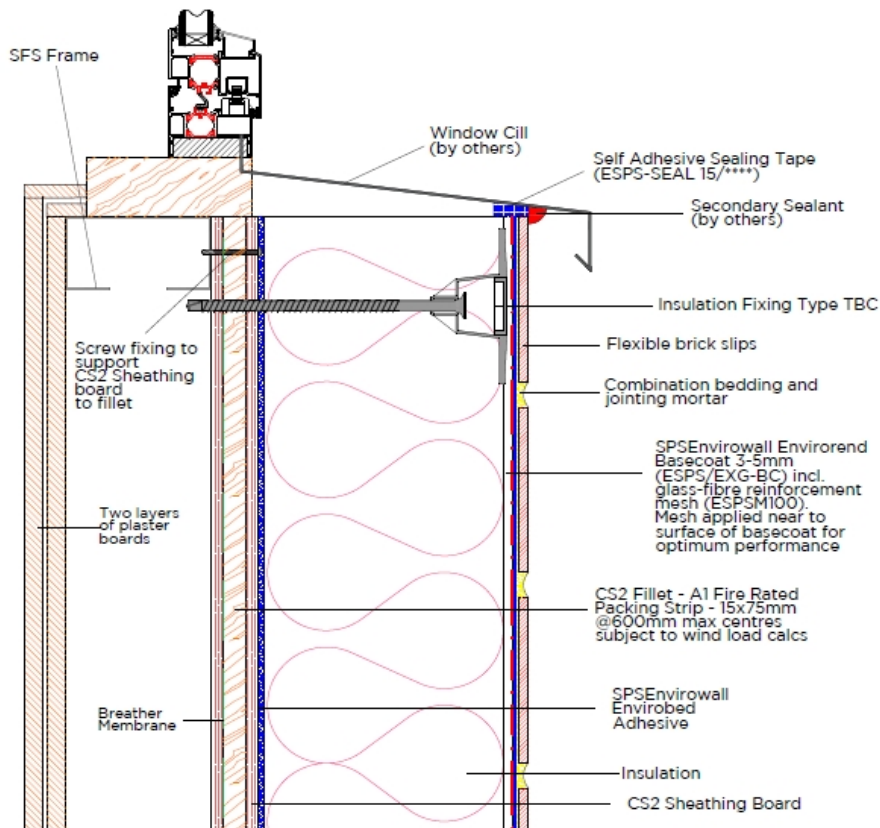 SFS Frame
Window Cill
(by others)
Self Adhesive Sealing Tape
(ESPS-SEAL 15/****)
Secondary Sealant
(by others)
Insulation Fixing Type TBC
Screw fixing to
support
CS2 Sheathing
board
to fillet
Flexible brick slips
Combination bedding and
jointing mortar
SPSEnvirowall Envirorend
Basecoat 3-5mm
(ESPS/EXG-BC) incl.
glass-fibre reinforcement
mesh (ESPSM100).
Mesh applied near to
surface of basecoat for
optimum performance
Two layers
of plaster
boards
CS2 Fillet - A1 Fire Rated
Packing Strip - 15x75mm
@600mm max centres
subject to wind load calcs
SPSEnvirowall
Envirobed
Adhesive
Breather
Membrane
Insulation
CS2 Sheathing Board